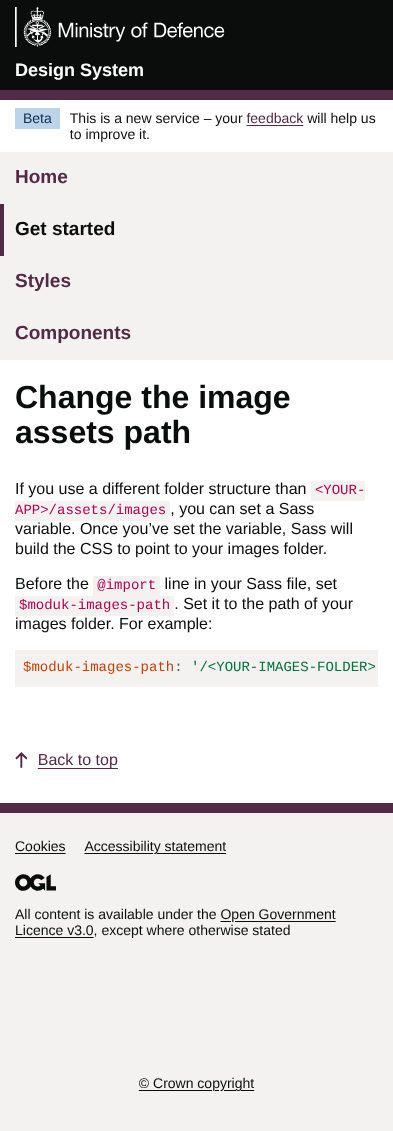 Ministry of Defence
Design System
Beta
This is a new service – your feedback will help us
to improve it.
Home
Get started
Styles
Components
Change the image
assets path
If you use a different folder structure than <YOUR-
APP>/assets/images , you can set a Sass
variable. Once you’ve set the variable, Sass will
build the CSS to point to your images folder.
Before the @import line in your Sass file, set
$moduk-images-path . Set it to the path of your
images folder. For example:
$moduk-images-path: '/<YOUR-IMAGES-FOLDER>
Back to top
Cookies Accessibility statement
OGL
All content is available under the Open Government
Licence v3.0, except where otherwise stated
© Crown copyright